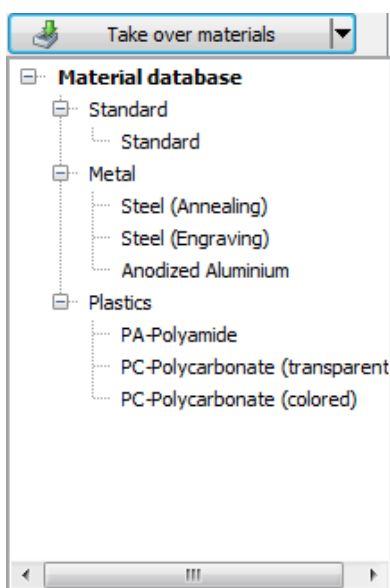 Take over materials
Material database
Standard
Standard
Metal
Steel (Annealing)
Steel (Engraving)
Anodized Aluminium
Plastics
PA-Polyamide
PC-Polycarbonate (transparent
PC-Polycarbonate (colored)